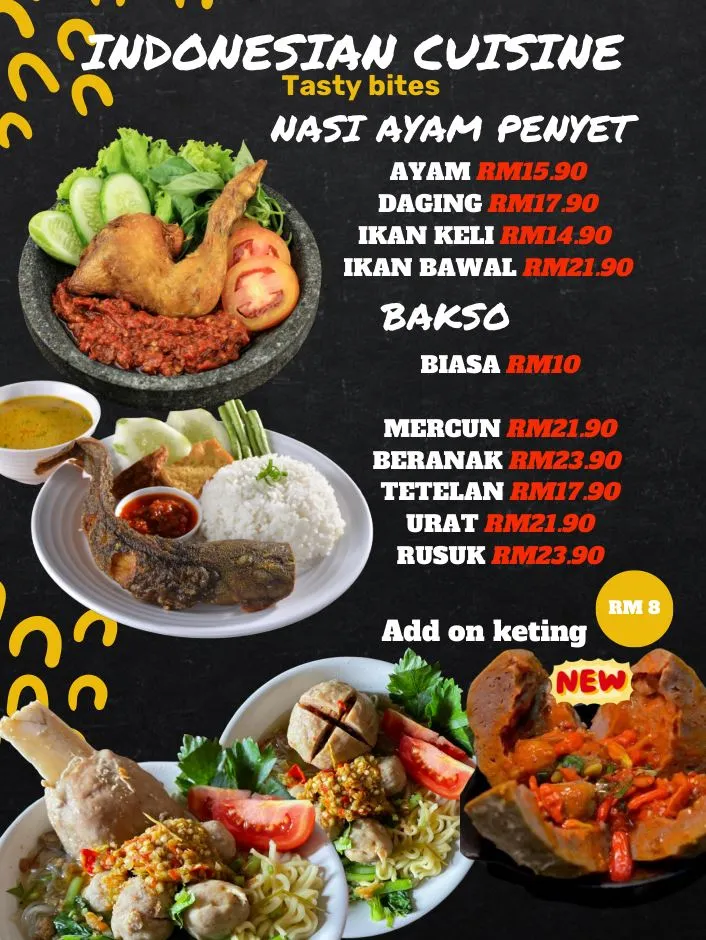 INDONESIAN CUISINE
Tasty bites
NASI AYAM PENYET
AYAM RM15.90
DAGING RM17.90
IKAN KELI RM14.90
IKAN BAWAL RM21.90
BAKSO
BIASA RM10
MERCUN RM21.90
BERANAK RM23.90
TETELAN RM17.90
URAT RM21.90
RUSUK RM23.90
Add on keting
RM 8
NEW